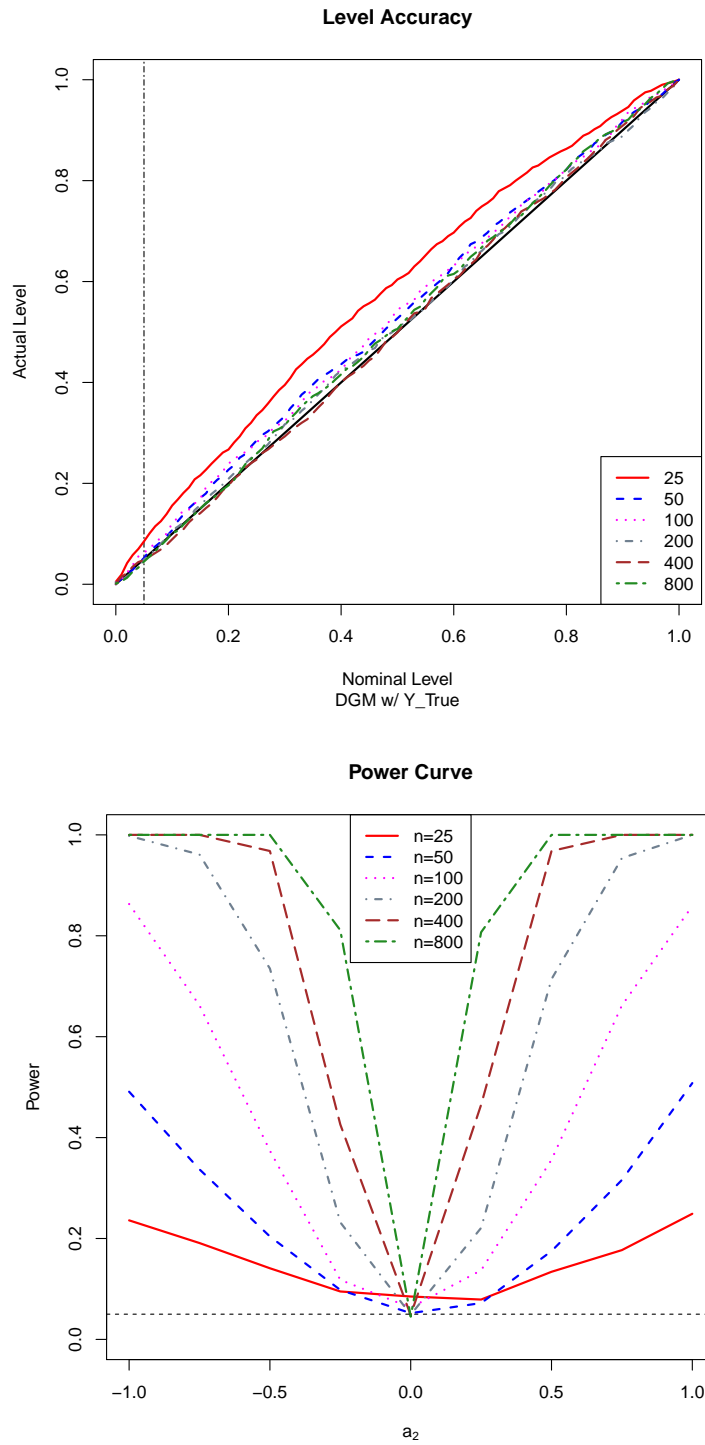 Level Accuracy
1.0
0.8
0.6
0.4
0.2
0.0
Actual Level
25
50
100
200
400
800
0.0 0.2 0.4 0.6 0.8 1.0
Nominal Level
DGM w/ Y_True
Power Curve
1.0
0.8
0.6
0.4
0.2
0.0
Power
n=25
n=50
n=100
n=200
n=400
n=800
−1.0 −0.5 0.0 0.5 1.0
a₂